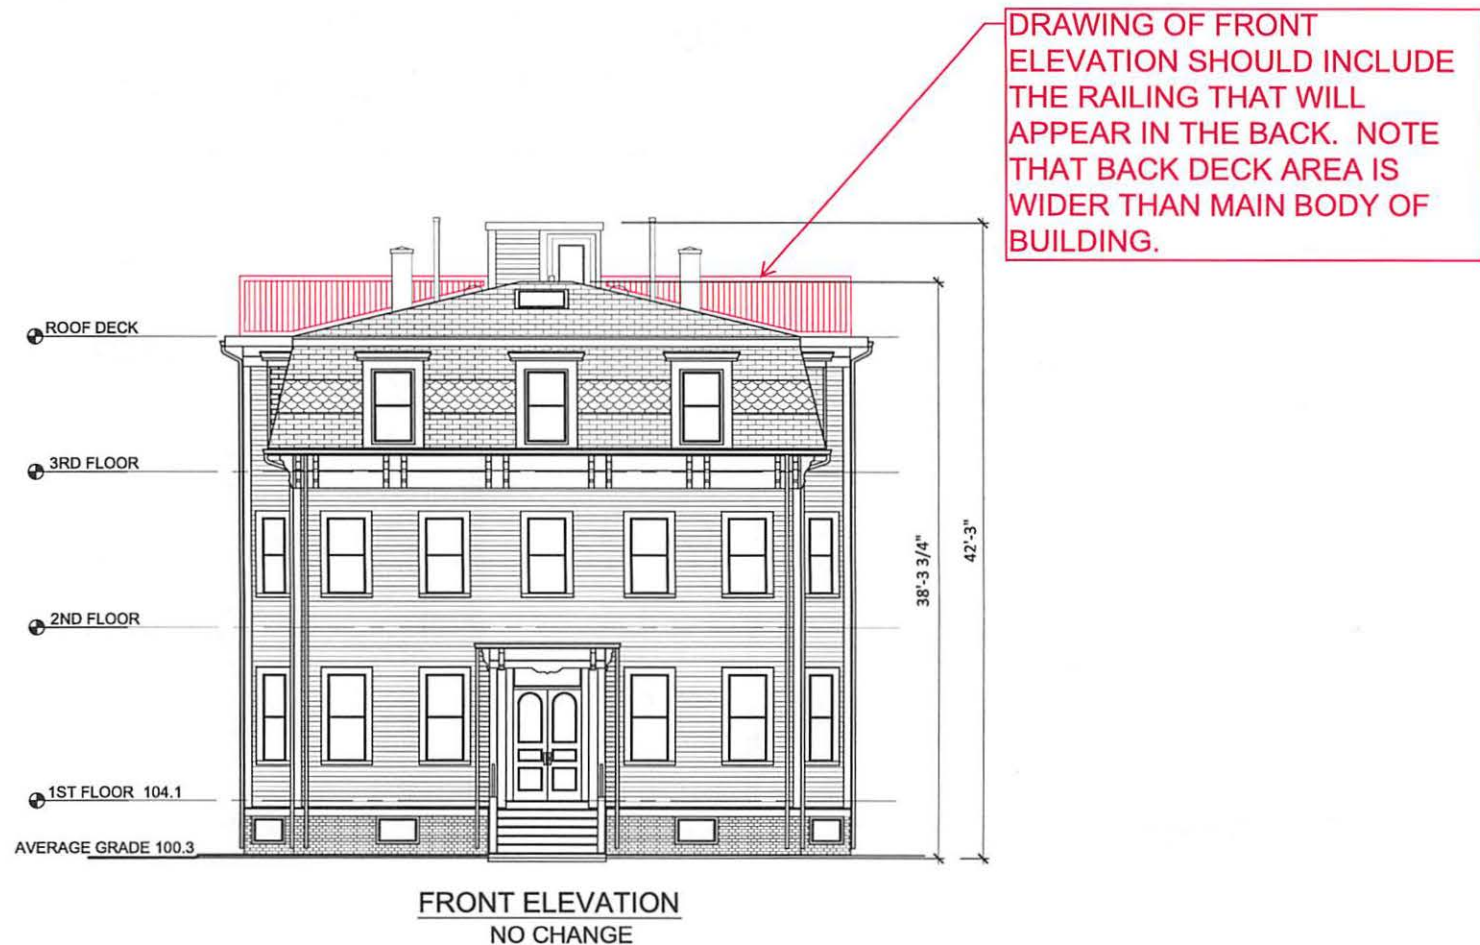 DRAWING OF FRONT
ELEVATION SHOULD INCLUDE
THE RAILING THAT WILL
APPEAR IN THE BACK.  NOTE
THAT BACK DECK AREA IS
WIDER THAN MAIN BODY OF
BUILDING.
ROOF DECK
3RD FLOOR
38'-3 3/4"
42'-3"
2ND FLOOR
1ST FLOOR 104.1
AVERAGE GRADE 100.3
FRONT ELEVATION
NO CHANGE